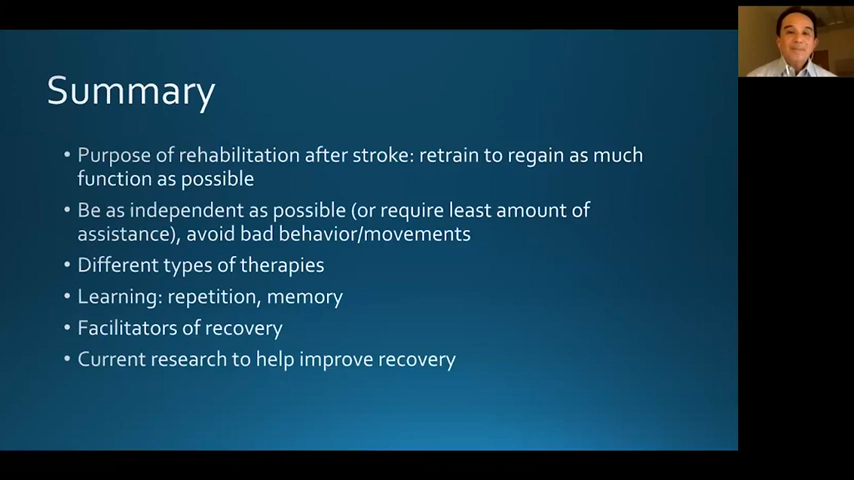 Summary
• Purpose of rehabilitation after stroke: retrain to regain as much
function as possible
• Be as independent as possible (or require least amount of
assistance), avoid bad behavior/movements
• Different types of therapies
• Learning: repetition, memory
• Facilitators of recovery
• Current research to help improve recovery